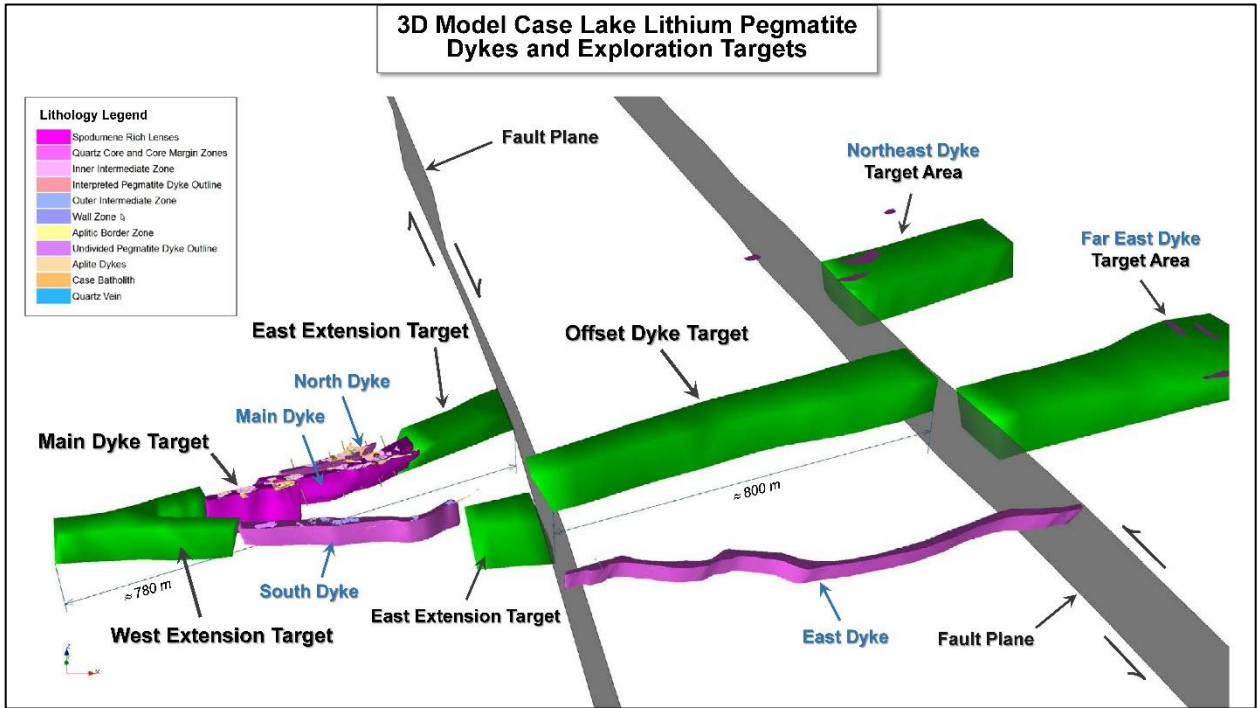 3D Model Case Lake Lithium Pegmatite
Dykes and Exploration Targets
Lithology Legend
Spodumene Rich Lenses
Quartz Core and Core Margin Zones
Inner Intermediate Zone
Interpreted Pegmatite Dyke Outline
Outer Intermediate Zone
Wall Zone
Aplitic Border Zone
Undivided Pegmatite Dyke Outline
Aplite Dykes
Case Batholith
Quartz Vein
Fault Plane
Northeast Dyke
Target Area
Far East Dyke
Target Area
East Extension Target
Offset Dyke Target
North Dyke
Main Dyke
Main Dyke Target
≈ 800 m
≈ 780 m
South Dyke
East Extension Target
West Extension Target
East Dyke
Fault Plane